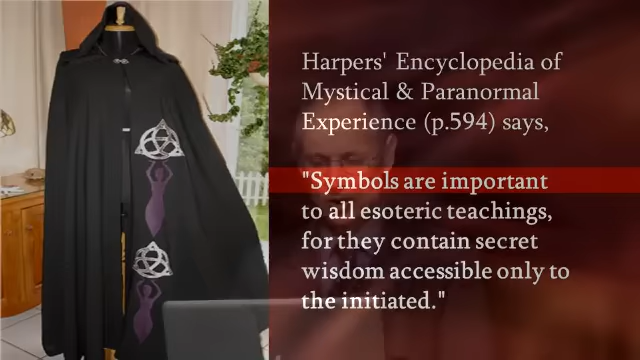 Harpers' Encyclopedia of
Mystical & Paranormal
Experience (p.594) says,
"Symbols are important
to all esoteric teachings,
for they contain secret
wisdom accessible only to
the initiated."